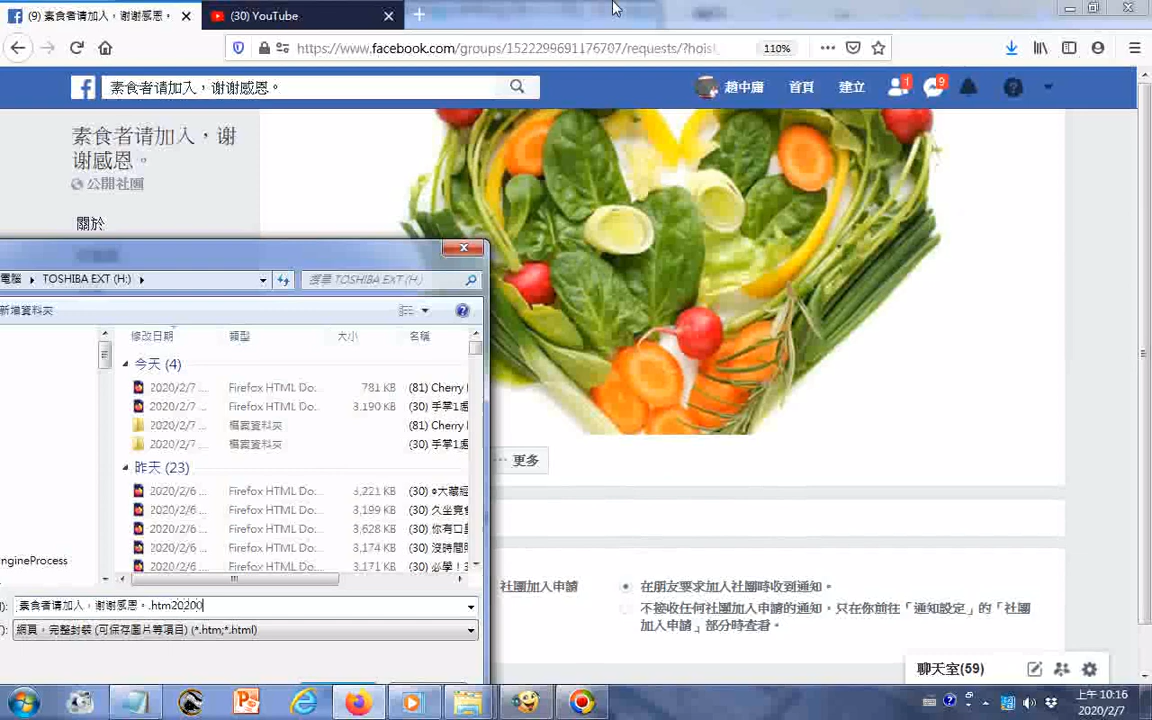 (9) 素食者请加入，谢谢感恩。
(30) YouTube
https://www.facebook.com/groups/1522299691176707/requests/?hois
110%
素食者请加入，谢谢感恩。
趙中庸
首頁
建立
1
9
素食者请加入，谢
谢感恩。
公開社團
關於
電腦
TOSHIBA EXT (H:)
搜尋 TOSHIBA EXT (H:)
新增資料夾
修改日期
類型
大小
名稱
今天 (4)
2020/2/7 ... Firefox HTML Do... 781 KB (81) Cherry
2020/2/7 ... Firefox HTML Do... 3,190 KB (30) 手掌1處
2020/2/7 ... 檔案資料夾 (81) Cherry
2020/2/7 ... 檔案資料夾 (30) 手掌1處
昨天 (23)
2020/2/6 ... Firefox HTML Do... 3,221 KB
2020/2/6 ... Firefox HTML Do... 3,199 KB (30) 久坐竟會
2020/2/6 ... Firefox HTML Do... 3,628 KB (30) 你有口臭
2020/2/6 ... Firefox HTML Do... 3,174 KB (30) 沒時間
2020/2/6 ... Firefox HTML Do... 3,171 KB (30) 必學！3
ngineProcess
素食者请加入，谢谢感恩。.htm20200
網頁，完整封裝 (可保存圖片等項目) (*.htm;*.html)
更多
社團加入申請
在朋友要求加入社團時收到通知。
不接收任何社團加入申請的通知，只在你前往「通知設定」的「社團
加入申請」部分時查看。
聊天室(59)
上午 10:16
2020/2/7